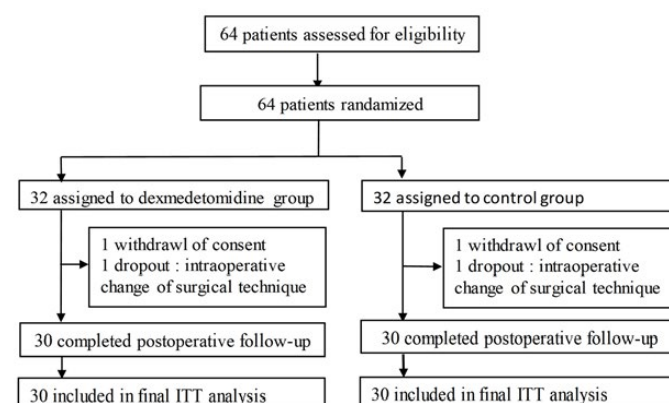 64 patients assessed for eligibility
64 patients randamized
32 assigned to dexmedetomidine group
32 assigned to control group
1 withdrawl of consent
1 dropout : intraoperative
change of surgical technique
1 withdrawl of consent
1 dropout : intraoperative
change of surgical technique
30 completed postoperative follow-up
30 completed postoperative follow-up
30 included in final ITT analysis
30 included in final ITT analysis